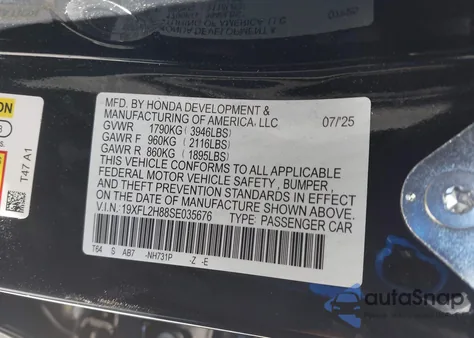 MFD. BY HONDA DEVELOPMENT &
MANUFACTURING OF AMERICA, LLC 07/25
GVWR 1790KG (3946LBS)
GAWR F 960KG (2116LBS)
GAWR R 860KG (1895LBS)
THIS VEHICLE CONFORMS TO ALL APPLICABLE
FEDERAL MOTOR VEHICLE SAFETY, BUMPER,
AND THEFT PREVENTION STANDARDS IN EFFECT
ON THE DATE OF MANUFACTURE SHOWN ABOVE.
V.I.N.: 19XFL2H88SE035676 TYPE: PASSENGER CAR
T64 S AB7 -NH731P -Z -E
T47 A1
autoSnap